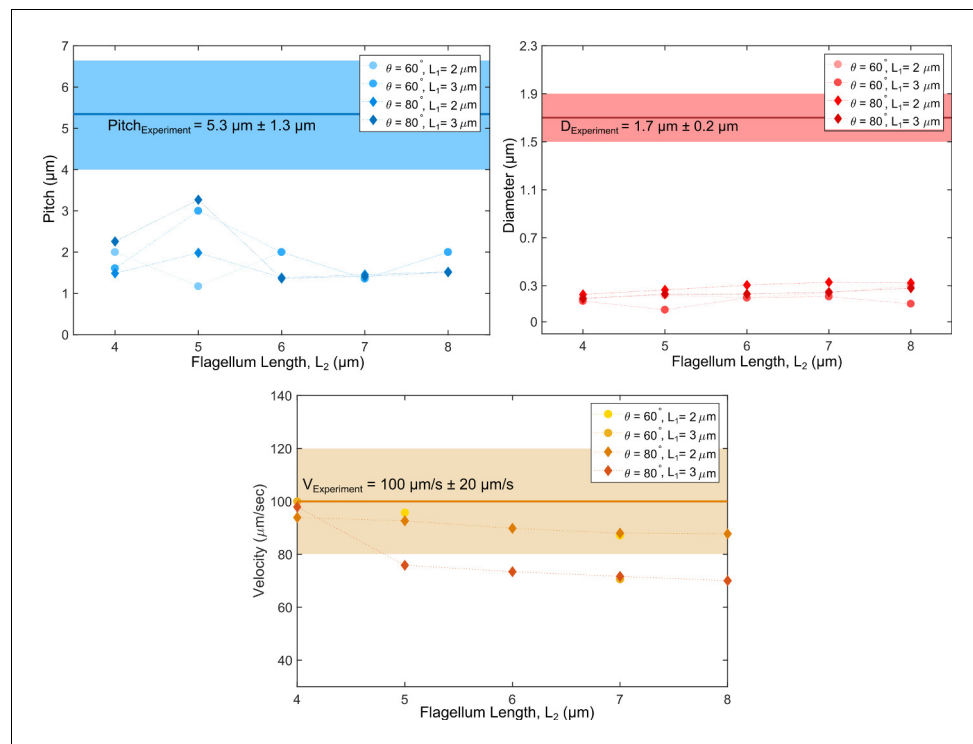 7
6
5
4
3
2
1
0
Pitch (µm)
θ = 60°, L₁= 2 µm
θ = 60°, L₁= 3 µm
θ = 80°, L₁= 2 µm
θ = 80°, L₁= 3 µm
Pitch_Experiment = 5.3 µm ± 1.3 µm
4 5 6 7 8
Flagellum Length, L₂ (µm)
2.3
1.9
1.5
1.1
2.7
0.3
0
Diameter (µm)
θ = 60°, L₁= 2 µm
θ = 60°, L₁= 3 µm
θ = 80°, L₁= 2 µm
θ = 80°, L₁= 3 µm
D_Experiment = 1.7 µm ± 0.2 µm
4 5 6 7 8
Flagellum Length, L₂ (µm)
140
120
100
80
60
40
Velocity (µm/sec)
θ = 60°, L₁= 2 µm
θ = 60°, L₁= 3 µm
θ = 80°, L₁= 2 µm
θ = 80°, L₁= 3 µm
V_Experiment = 100 µm/s ± 20 µm/s
4 5 6 7 8
Flagellum Length, L₂ (µm)